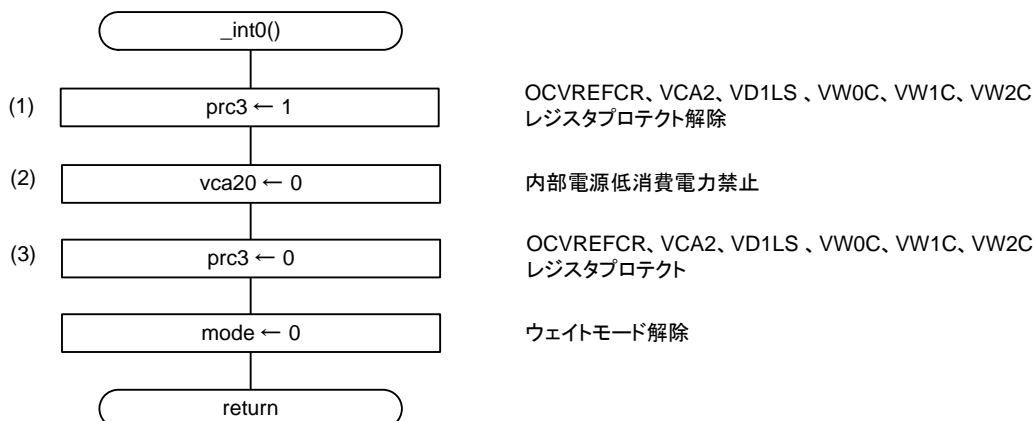 _int0()
(1)
prc3 ← 1
OCVREFCR、VCA2、VD1LS 、VW0C、VW1C、VW2C
レジスタプロテクト解除
(2)
vca20 ← 0
内部電源低消費電力禁止
(3)
prc3 ← 0
OCVREFCR、VCA2、VD1LS 、VW0C、VW1C、VW2C
レジスタプロテクト
mode ← 0
ウェイトモード解除
return